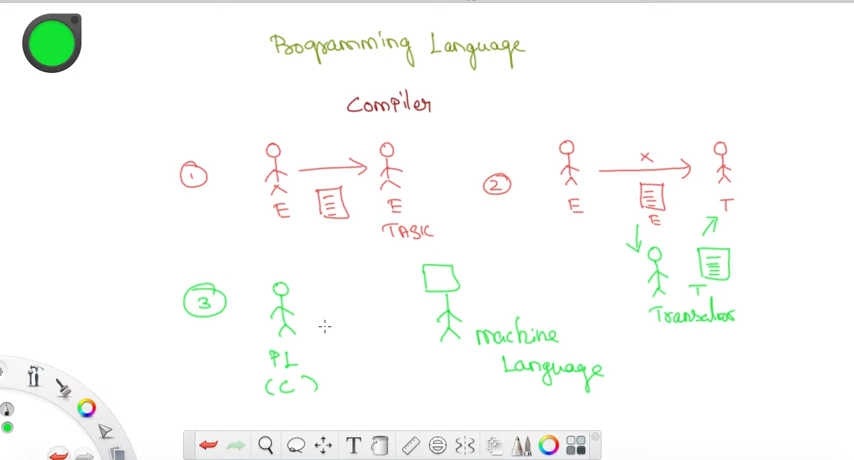 Programming Language
Compiler
1
E
E
E
TASK
2
E
x
E
T
T
Translator
3
PL
(C)
Machine
Language
T